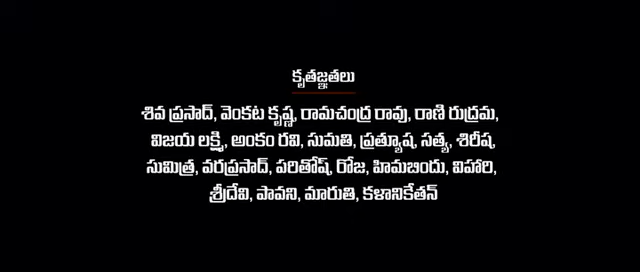 కృతజ్ఞతలు
శివ ప్రసాద్, వెంకట కృష్ణ, రామచంద్ర రావు, రాణి రుద్రమ,
విజయ లక్ష్మి, అంకం రవి, సుమతి, ప్రత్యూష, సత్య, శిరీష,
సుమిత్ర, వరప్రసాద్, పరితోష్, రోజ, హిమబిందు, విహారి,
శ్రీదేవి, పావని, మారుతి, కళానికేతన్